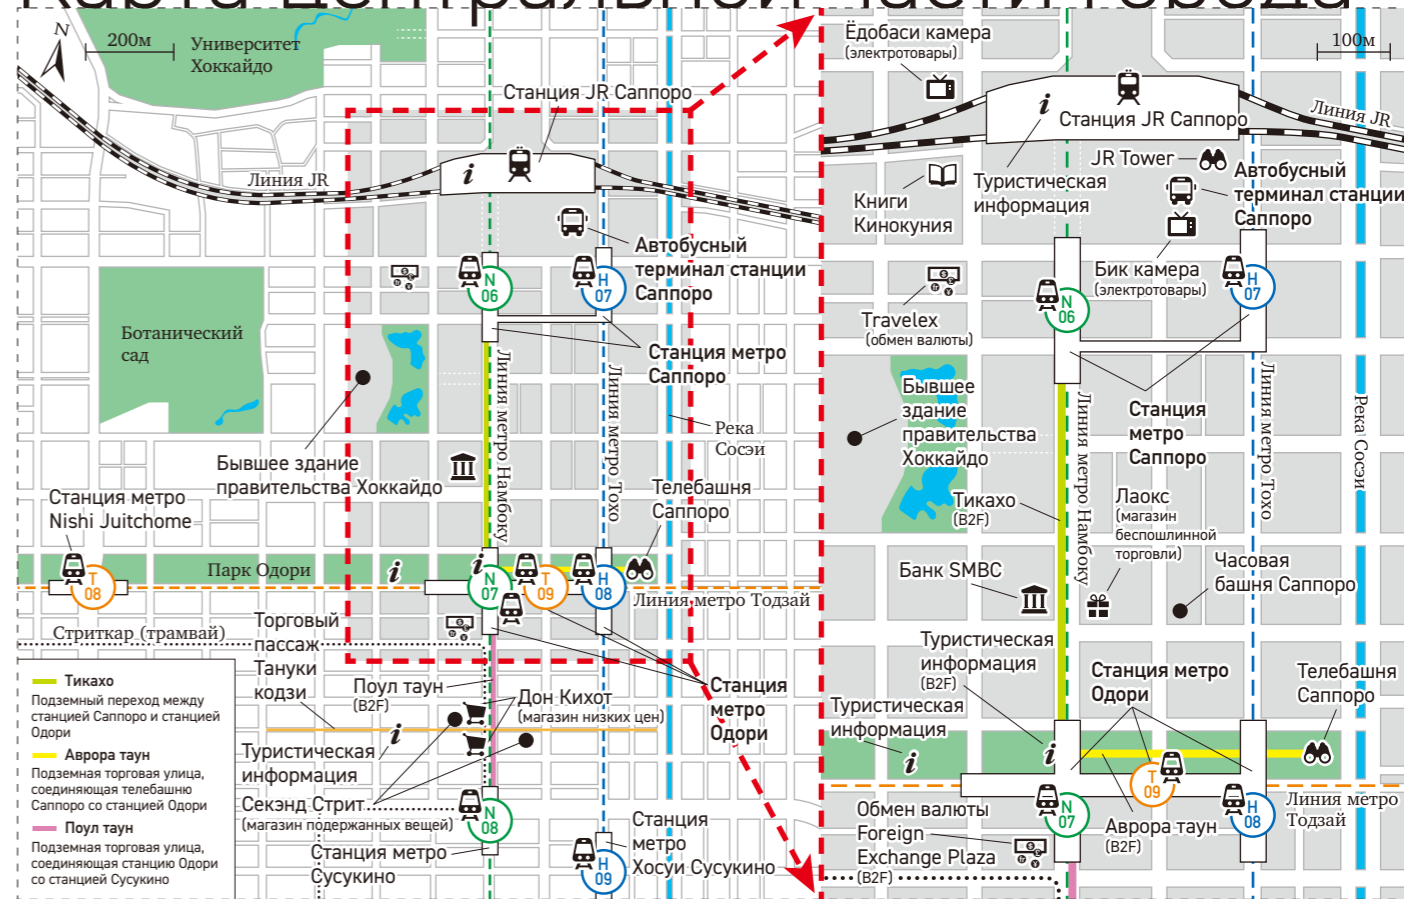 Карта центральной части города
N
200м
Университет
Хоккайдо
Станция JR Саппоро
i
Линия JR
Автобусный
терминал станции
Саппоро
N
06
H
07
Ботанический
сад
Станция метро
Саппоро
Линия метро Намбоку
Линия метро Тохо
Река
Сосэи
Бывшее здание
правительства Хоккайдо
Станция метро
Nishi Juitchome
Телебашня
Саппоро
T
08
Парк Одори
i
i
N
07
T
09
H
08
Линия метро Тодзай
Стриткар (трамвай)
Торговый
пассаж
Тануки
кодзи
Поул таун
(B2F)
Дон Кихот
(магазин низких цен)
Станция
метро
Одори
Туристическая
информация
i
Секэнд Стрит
(магазин подержанных вещей)
N
08
Станция метро
Сусукино
Станция
метро
Хосуи Сусукино
H
09
Тикахо
Подземный переход между
станцией Саппоро и станцией
Одори
Аврора таун
Подземная торговая улица,
соединяющая телебашню
Саппоро со станцией Одори
Поул таун
Подземная торговая улица,
соединяющая станцию Одори
со станцией Сусукино
Ёдобаси камера
(электротовары)
100м
i
Станция JR Саппоро
Линия JR
JR Tower
Книги
Кинокуния
Туристическая
информация
Автобусный
терминал станции
Саппоро
Бик камера
(электротовары)
N
06
H
07
Travelex
(обмен валюты)
Бывшее
здание
правительства
Хоккайдо
Станция
метро
Саппоро
Линия метро Намбоку
Линия метро Тохо
Река Сосэи
Тикахо
(B2F)
Лаокс
(магазин
беспошлинной
торговли)
Банк SMBC
Часовая
башня Саппоро
Туристическая
информация
(B2F)
Станция метро
Одори
Телебашня
Саппоро
Туристическая
информация
i
i
T
09
N
07
H
08
Линия метро
Тодзай
Обмен валюты
Foreign
Exchange Plaza
(B2F)
Аврора таун
(B2F)